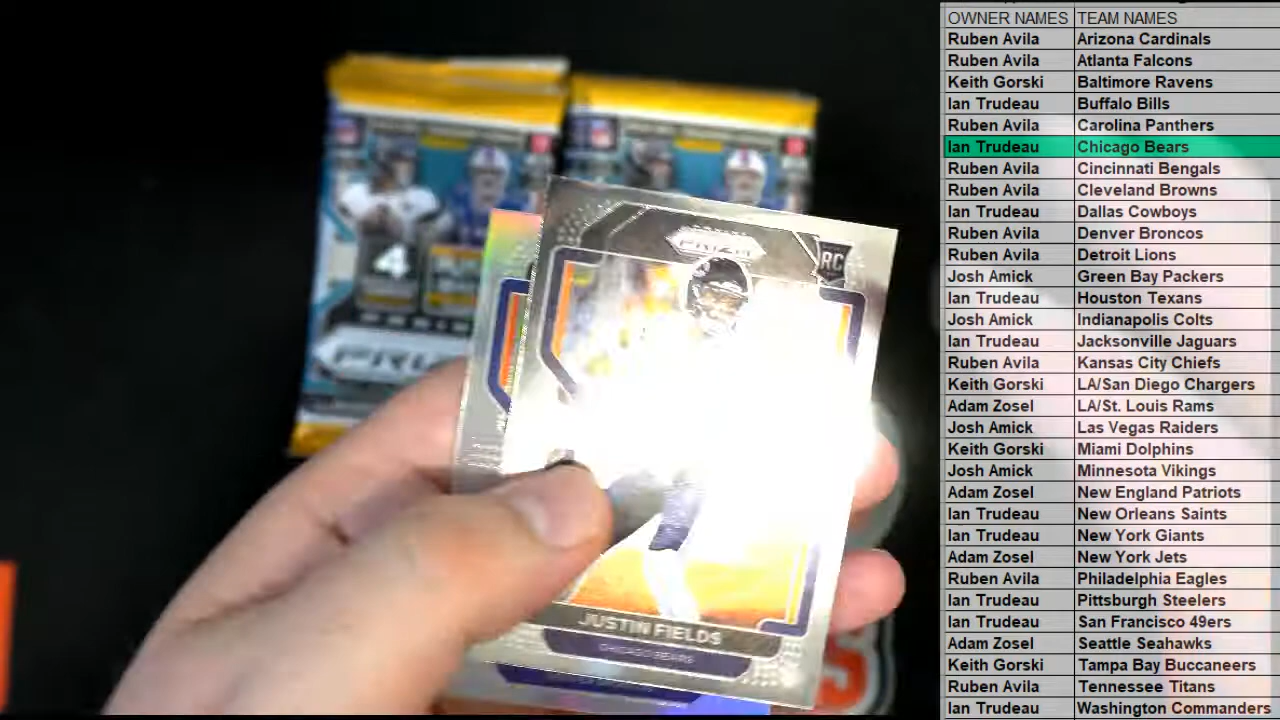 OWNER NAMES TEAM NAMES
Ruben Avila Arizona Cardinals
Ruben Avila Atlanta Falcons
Keith Gorski Baltimore Ravens
Ian Trudeau Buffalo Bills
Ruben Avila Carolina Panthers
Ian Trudeau Chicago Bears
Ruben Avila Cincinnati Bengals
Ruben Avila Cleveland Browns
Ian Trudeau Dallas Cowboys
Ruben Avila Denver Broncos
Ruben Avila Detroit Lions
Josh Amick Green Bay Packers
Ian Trudeau Houston Texans
Josh Amick Indianapolis Colts
Ian Trudeau Jacksonville Jaguars
Ruben Avila Kansas City Chiefs
Keith Gorski LA/San Diego Chargers
Adam Zosel LA/St. Louis Rams
Josh Amick Las Vegas Raiders
Keith Gorski Miami Dolphins
Josh Amick Minnesota Vikings
Adam Zosel New England Patriots
Ian Trudeau New Orleans Saints
Ian Trudeau New York Giants
Adam Zosel New York Jets
Ruben Avila Philadelphia Eagles
Ian Trudeau Pittsburgh Steelers
Ian Trudeau San Francisco 49ers
Adam Zosel Seattle Seahawks
Keith Gorski Tampa Bay Buccaneers
Ruben Avila Tennessee Titans
Ian Trudeau Washington Commanders
PRIZM
RC
JUSTIN FIELDS
CHICAGO BEARS
4